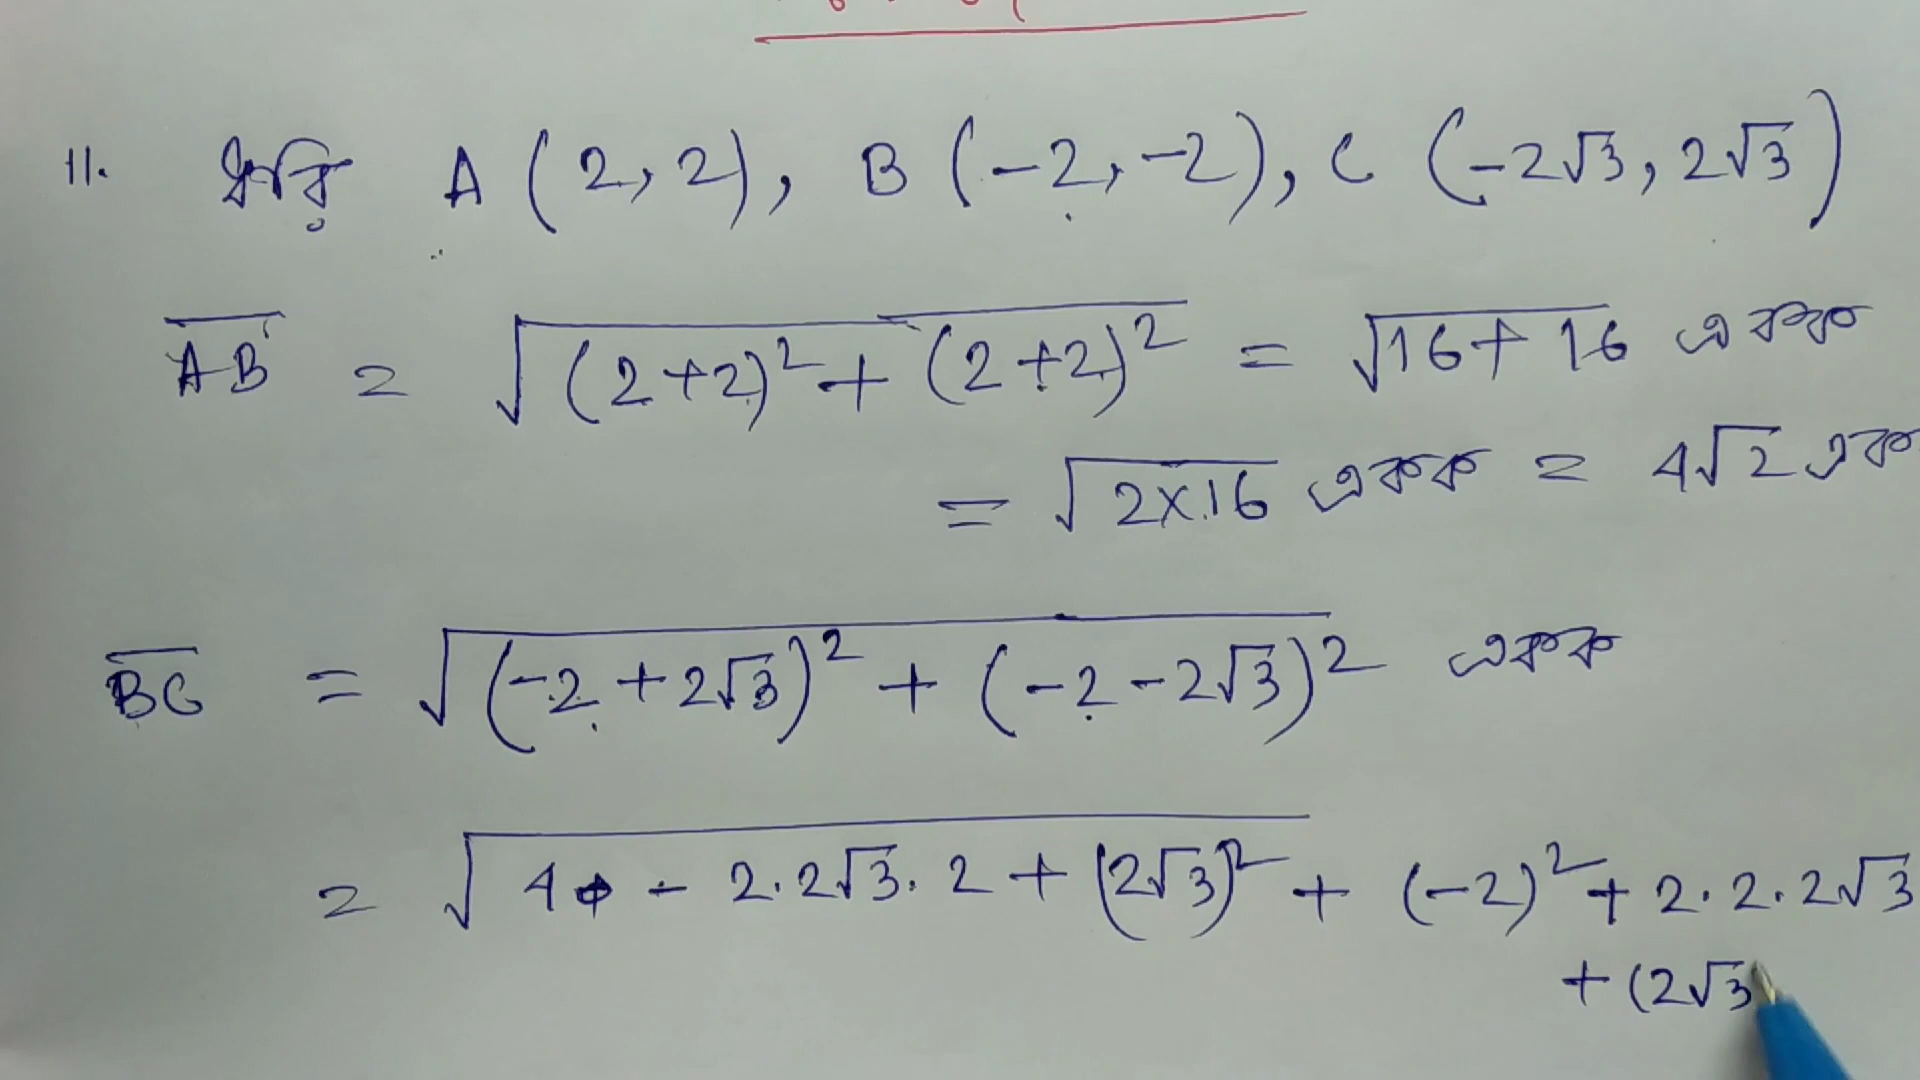 11. ধরি A (2, 2), B (-2, -2), C (-2√3, 2√3)
AB = √(2+2)² + (2+2)² = √16+16 একক
= √2×16 একক = 4√2 একক
BC = √(-2+2√3)² + (-2-2√3)² একক
= √4 - 2.2√3.2 + (2√3)² + (-2)² + 2.2.2√3
+ (2√3